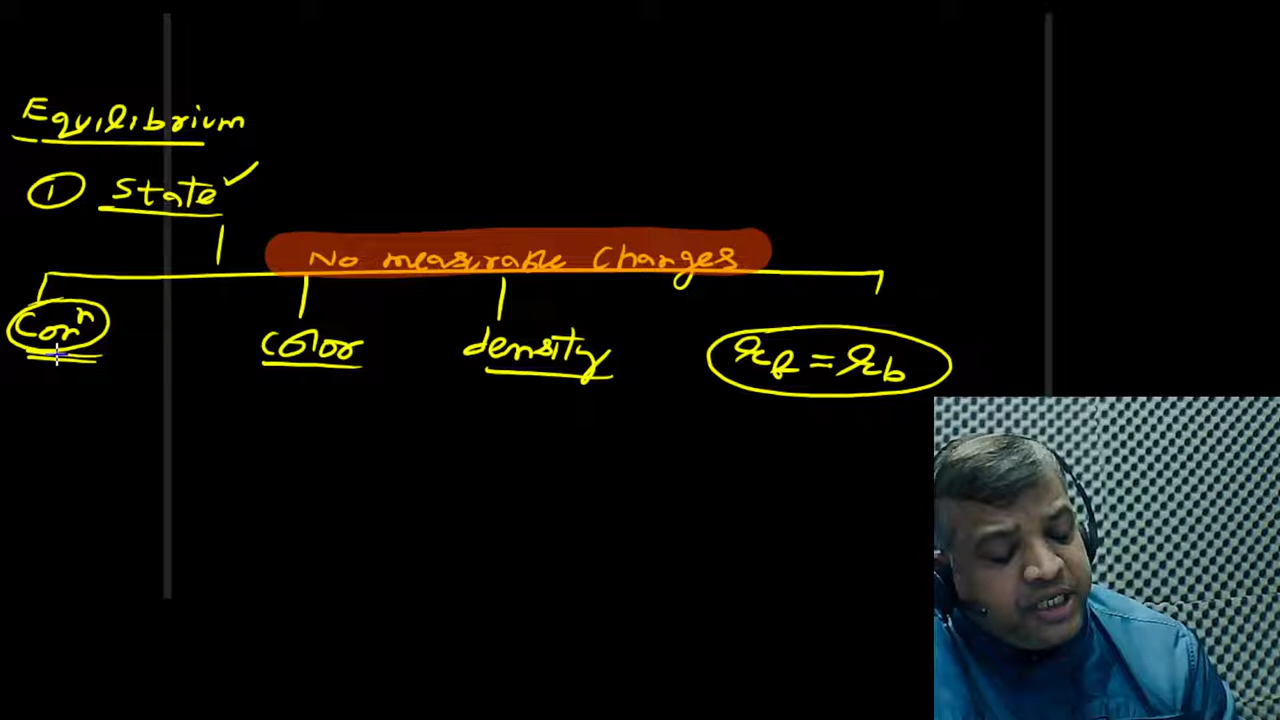 Equilibrium
① State ✓
No measurable Changes
Conⁿ color density r_f = r_b